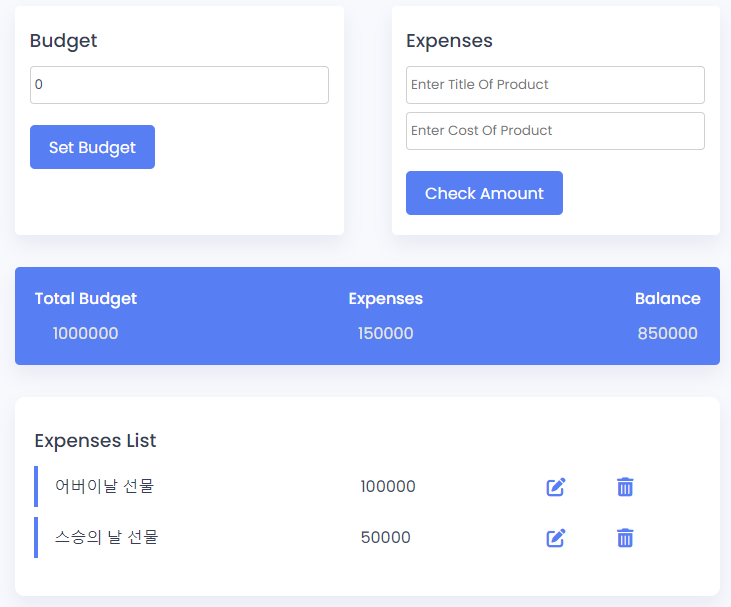 Budget
0
Set Budget
Expenses
Enter Title Of Product
Enter Cost Of Product
Check Amount
Total Budget Expenses Balance
1000000 150000 850000
Expenses List
어버이날 선물 100000
스승의 날 선물 50000